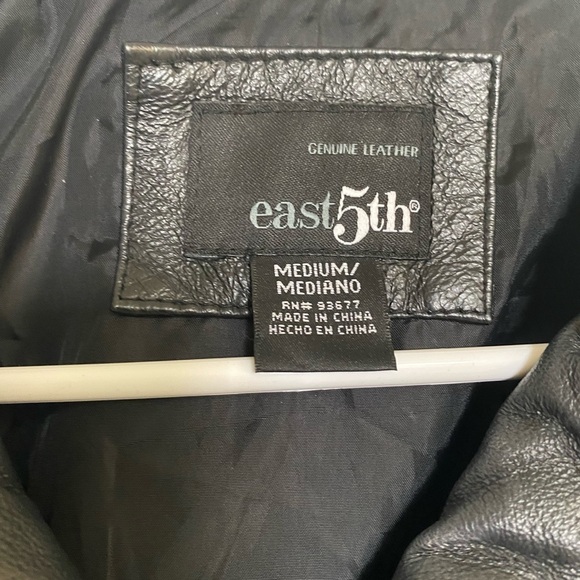 GENUINE LEATHER
east5th®
MEDIUM/
MEDIANO
RN# 93677
MADE IN CHINA
HECHO EN CHINA